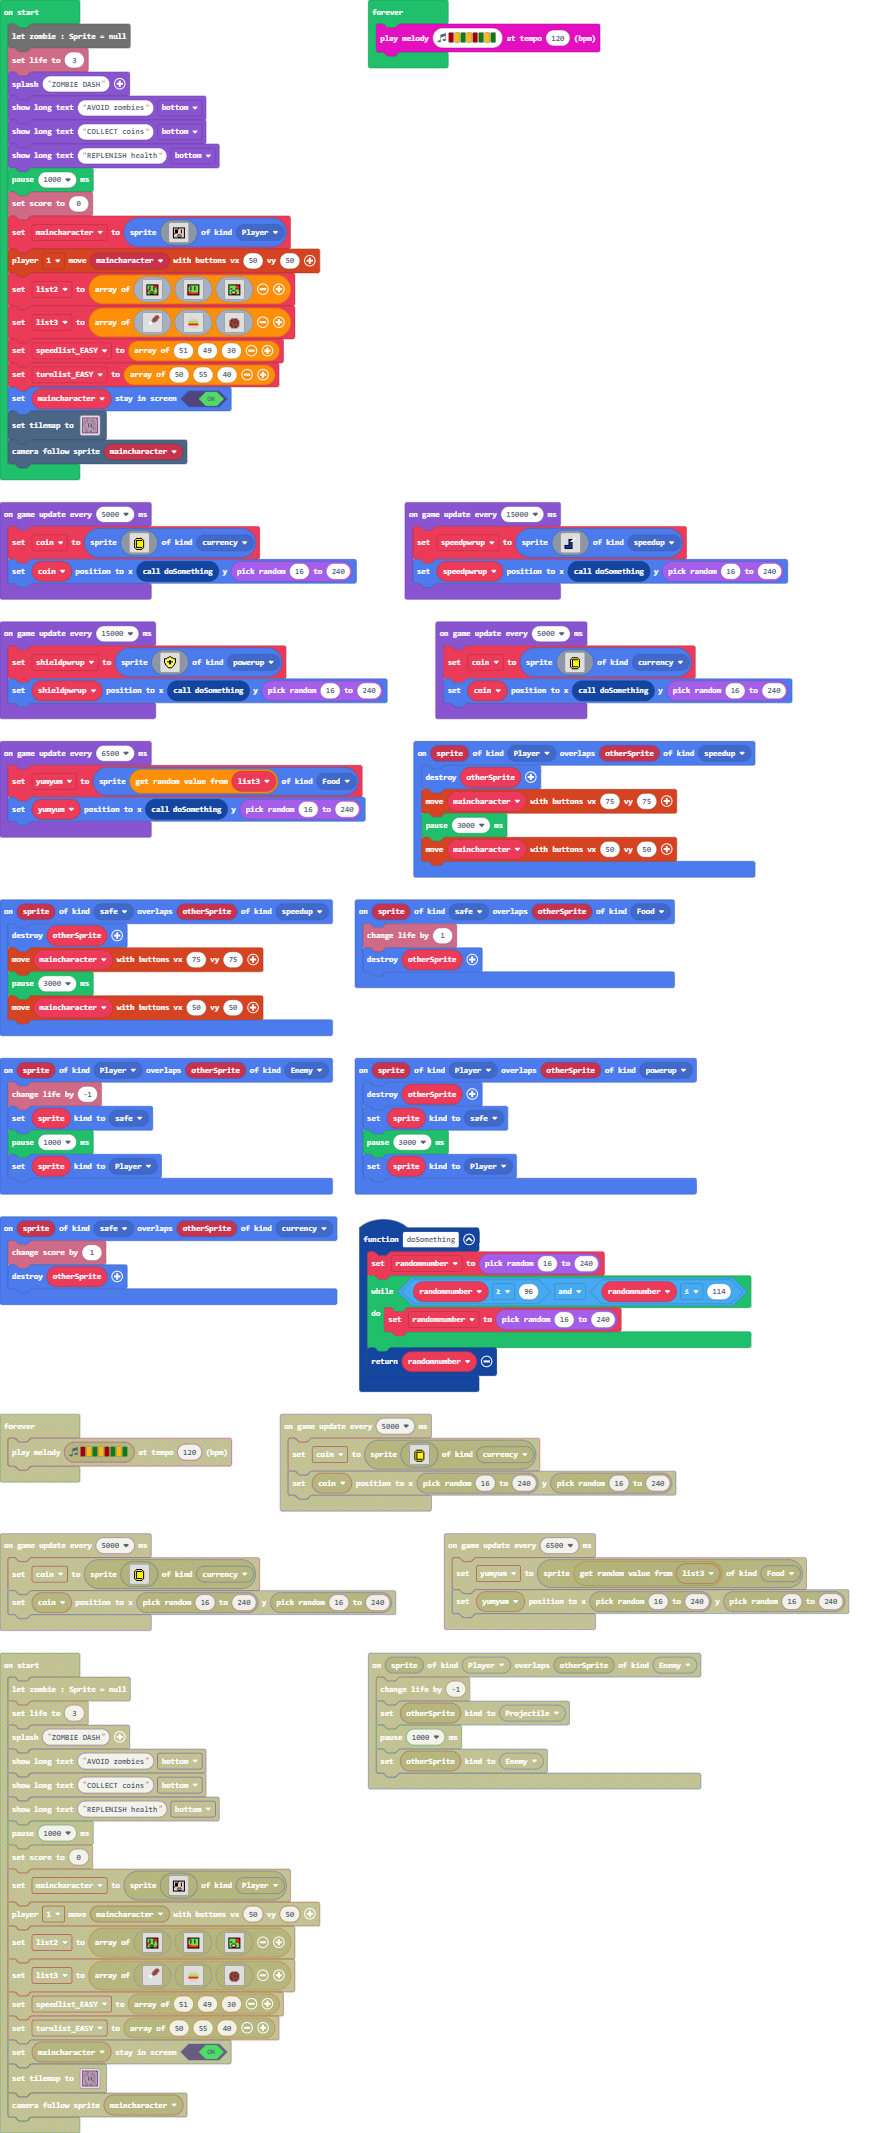 on start
let zombie : Sprite = null
set life to 3
splash "ZOMBIE DASH"
show long text "AVOID zombies" bottom
show long text "COLLECT coins" bottom
show long text "REPLENISH health" bottom
pause 1000 ms
set score to 0
set maincharacter to sprite of kind Player
player 1 move maincharacter with buttons vx 50 vy 50
set list2 to array of
set list3 to array of
set speedlist_EASY to array of 51 49 30
set turnlist_EASY to array of 50 55 40
set maincharacter stay in screen ON
set tilemap to
camera follow sprite maincharacter
forever
play melody at tempo 120 (bpm)
on game update every 5000 ms
set coin to sprite of kind currency
set coin position to x call doSomething y pick random 16 to 240
on game update every 15000 ms
set speedpwrup to sprite of kind speedup
set speedpwrup position to x call doSomething y pick random 16 to 240
on game update every 15000 ms
set shieldpwrup to sprite of kind powerup
set shieldpwrup position to x call doSomething y pick random 16 to 240
on game update every 5000 ms
set coin to sprite of kind currency
set coin position to x call doSomething y pick random 16 to 240
on game update every 6500 ms
set yumyum to sprite get random value from list3 of kind Food
set yumyum position to x call doSomething y pick random 16 to 240
on sprite of kind Player overlaps otherSprite of kind speedup
destroy otherSprite
move maincharacter with buttons vx 75 vy 75
pause 3000 ms
move maincharacter with buttons vx 50 vy 50
on sprite of kind safe overlaps otherSprite of kind speedup
destroy otherSprite
move maincharacter with buttons vx 75 vy 75
pause 3000 ms
move maincharacter with buttons vx 50 vy 50
on sprite of kind safe overlaps otherSprite of kind Food
change life by 1
destroy otherSprite
on sprite of kind Player overlaps otherSprite of kind Enemy
change life by -1
set sprite kind to safe
pause 1000 ms
set sprite kind to Player
on sprite of kind Player overlaps otherSprite of kind powerup
destroy otherSprite
set sprite kind to safe
pause 3000 ms
set sprite kind to Player
on sprite of kind safe overlaps otherSprite of kind currency
change score by 1
destroy otherSprite
function doSomething
set randomnumber to pick random 16 to 240
while randomnumber ≥ 96 and randomnumber ≤ 114
do set randomnumber to pick random 16 to 240
return randomnumber
forever
play melody at tempo 120 (bpm)
on game update every 5000 ms
set coin to sprite of kind currency
set coin position to x pick random 16 to 240 y pick random 16 to 240
on game update every 5000 ms
set coin to sprite of kind currency
set coin position to x pick random 16 to 240 y pick random 16 to 240
on game update every 6500 ms
set yumyum to sprite get random value from list3 of kind Food
set yumyum position to x pick random 16 to 240 y pick random 16 to 240
on start
let zombie : Sprite = null
set life to 3
splash "ZOMBIE DASH"
show long text "AVOID zombies" bottom
show long text "COLLECT coins" bottom
show long text "REPLENISH health" bottom
pause 1000 ms
set score to 0
set maincharacter to sprite of kind Player
player 1 move maincharacter with buttons vx 50 vy 50
set list2 to array of
set list3 to array of
set speedlist_EASY to array of 51 49 30
set turnlist_EASY to array of 50 55 40
set maincharacter stay in screen ON
set tilemap to
camera follow sprite maincharacter
on sprite of kind Player overlaps otherSprite of kind Enemy
change life by -1
set otherSprite kind to Projectile
pause 1000 ms
set otherSprite kind to Enemy